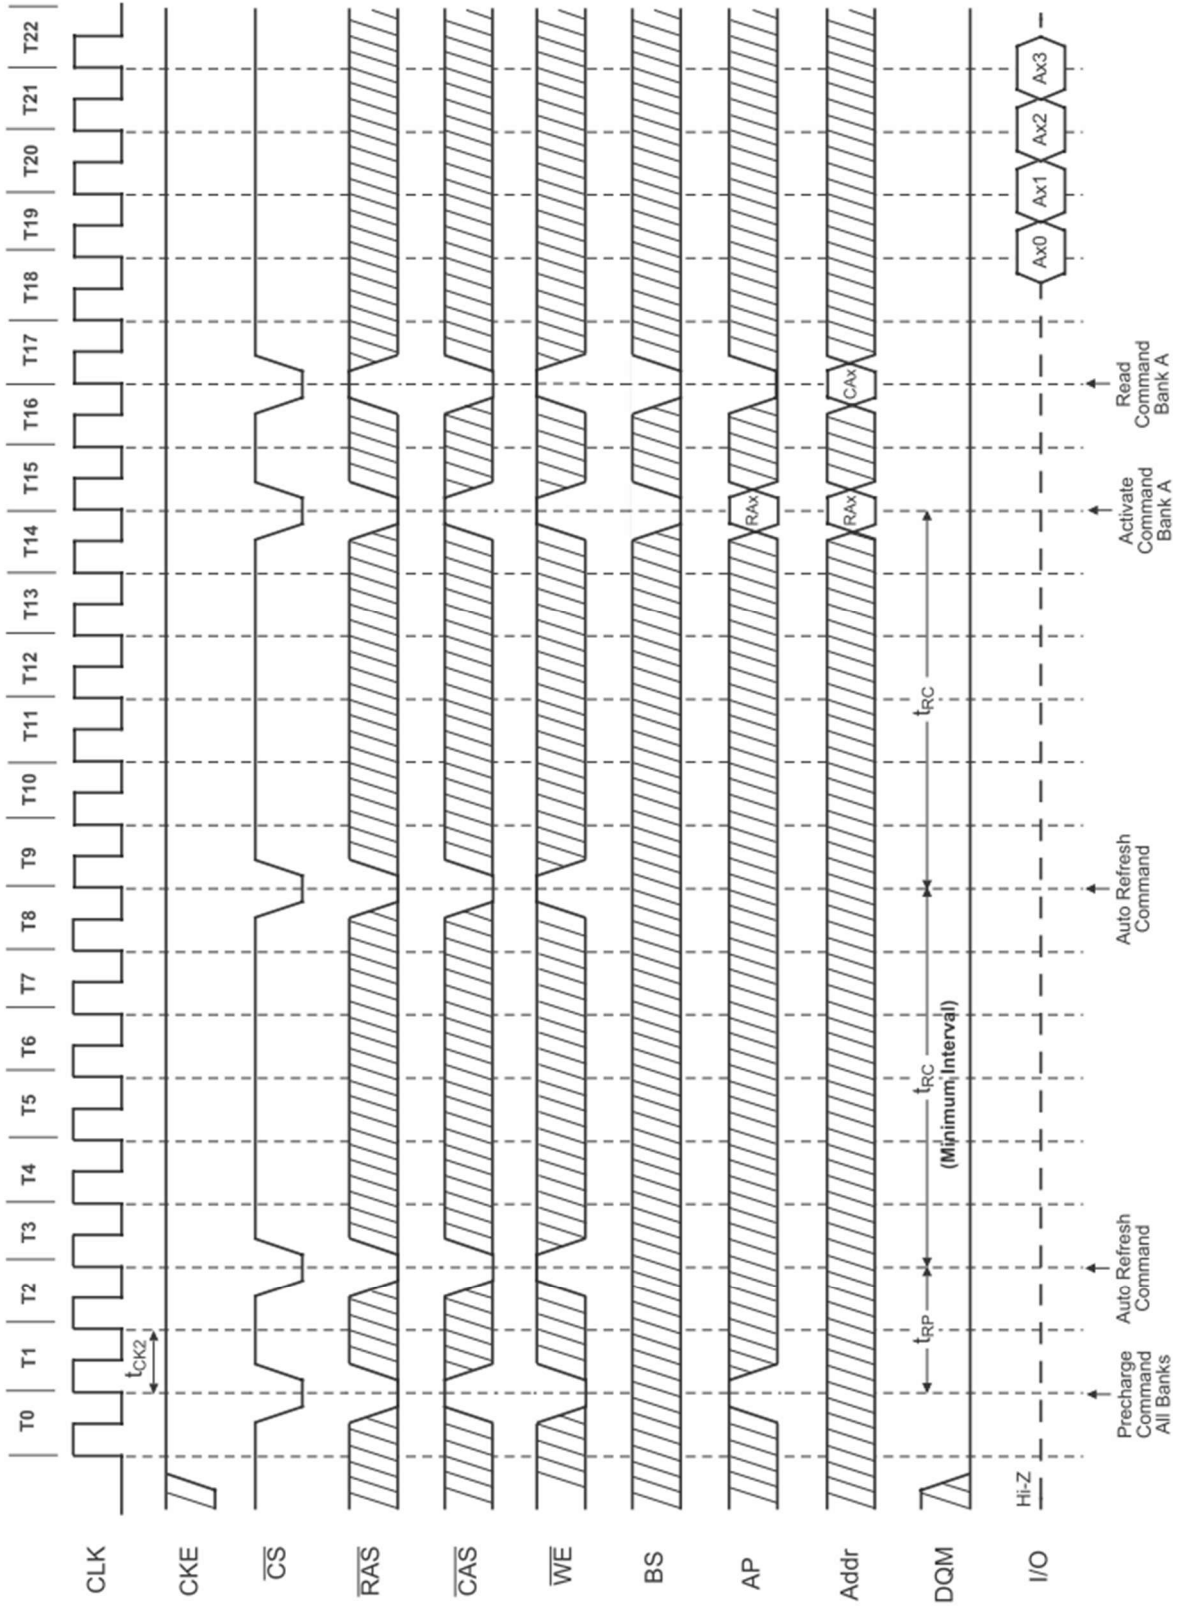 T0 T1 T2 T3 T4 T5 T6 T7 T8 T9 T10 T11 T12 T13 T14 T15 T16 T17 T18 T19 T20 T21 T22
CLK
tCK2
CKE
CS
RAS
CAS
WE
BS
AP
RAx
Addr
RAx
CAx
DQM
tRP
tRC
(Minimum Interval)
tRC
I/O
Hi-Z
Ax0
Ax1
Ax2
Ax3
Precharge
Command
All Banks
Auto Refresh
Command
Auto Refresh
Command
Activate
Command
Bank A
Read
Command
Bank A